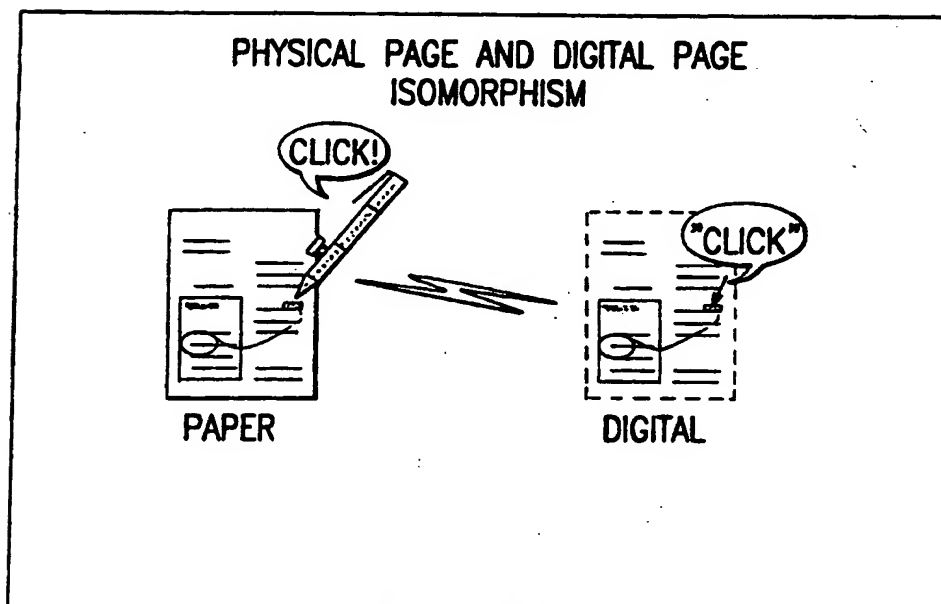 PHYSICAL PAGE AND DIGITAL PAGE
ISOMORPHISM
CLICK!
"CLICK"
PAPER
DIGITAL